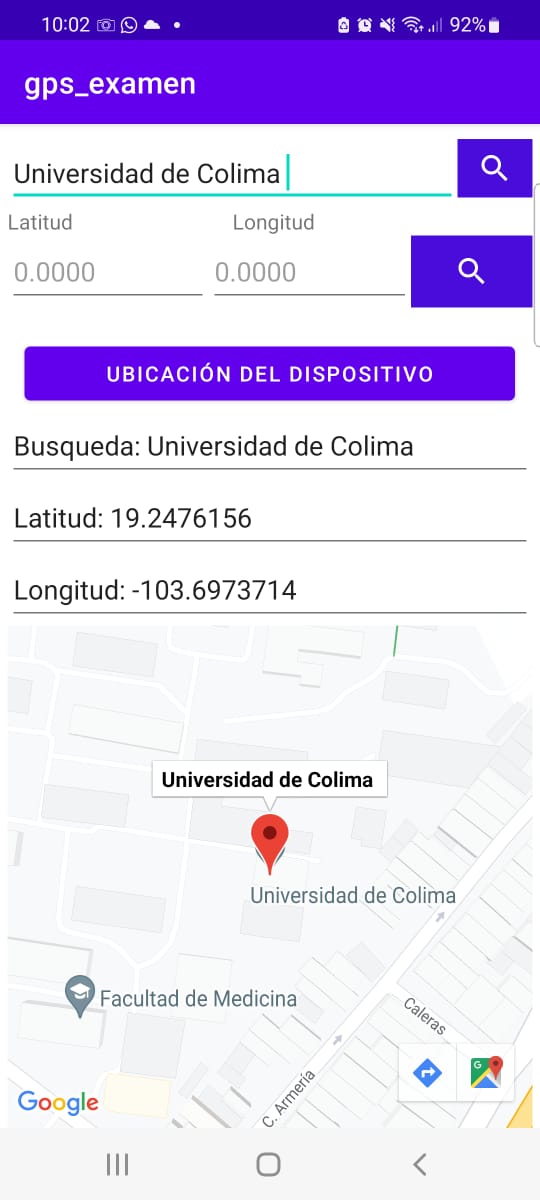 10:02
92%
gps_examen
Universidad de Colima
Latitud
Longitud
0.0000
0.0000
UBICACIÓN DEL DISPOSITIVO
Busqueda: Universidad de Colima
Latitud: 19.2476156
Longitud: -103.6973714
Universidad de Colima
Universidad de Colima
Facultad de Medicina
Caleras
C. Armería
G
Google